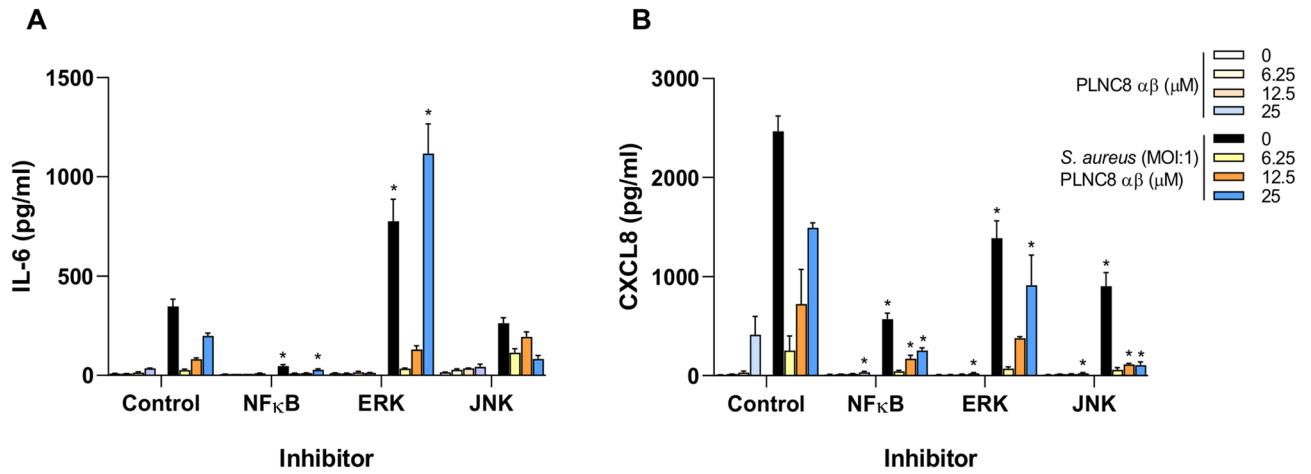 A
IL-6 (pg/ml)
1500
1000
500
0
*
*
*
*
Control
NFκB
ERK
JNK
Inhibitor
B
CXCL8 (pg/ml)
3000
2000
1000
0
*
*
*
*
*
*
*
*
*
*
*
Control
NFκB
ERK
JNK
Inhibitor
PLNC8 αβ (μM)
0
6.25
12.5
25
S. aureus (MOI:1)
PLNC8 αβ (μM)
0
6.25
12.5
25